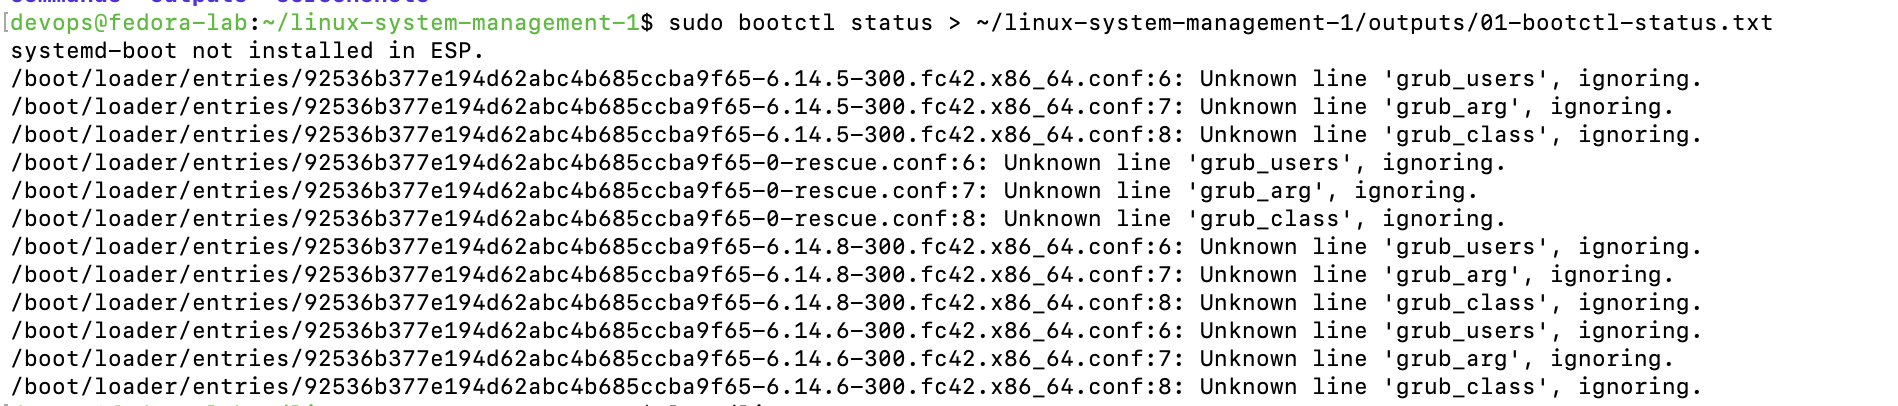 [devops@fedora-lab:~/linux-system-management-1$ sudo bootctl status > ~/linux-system-management-1/outputs/01-bootctl-status.txt
systemd-boot not installed in ESP.
/boot/loader/entries/92536b377e194d62abc4b685ccba9f65-6.14.5-300.fc42.x86_64.conf:6: Unknown line 'grub_users', ignoring.
/boot/loader/entries/92536b377e194d62abc4b685ccba9f65-6.14.5-300.fc42.x86_64.conf:7: Unknown line 'grub_arg', ignoring.
/boot/loader/entries/92536b377e194d62abc4b685ccba9f65-6.14.5-300.fc42.x86_64.conf:8: Unknown line 'grub_class', ignoring.
/boot/loader/entries/92536b377e194d62abc4b685ccba9f65-0-rescue.conf:6: Unknown line 'grub_users', ignoring.
/boot/loader/entries/92536b377e194d62abc4b685ccba9f65-0-rescue.conf:7: Unknown line 'grub_arg', ignoring.
/boot/loader/entries/92536b377e194d62abc4b685ccba9f65-0-rescue.conf:8: Unknown line 'grub_class', ignoring.
/boot/loader/entries/92536b377e194d62abc4b685ccba9f65-6.14.8-300.fc42.x86_64.conf:6: Unknown line 'grub_users', ignoring.
/boot/loader/entries/92536b377e194d62abc4b685ccba9f65-6.14.8-300.fc42.x86_64.conf:7: Unknown line 'grub_arg', ignoring.
/boot/loader/entries/92536b377e194d62abc4b685ccba9f65-6.14.8-300.fc42.x86_64.conf:8: Unknown line 'grub_class', ignoring.
/boot/loader/entries/92536b377e194d62abc4b685ccba9f65-6.14.6-300.fc42.x86_64.conf:6: Unknown line 'grub_users', ignoring.
/boot/loader/entries/92536b377e194d62abc4b685ccba9f65-6.14.6-300.fc42.x86_64.conf:7: Unknown line 'grub_arg', ignoring.
/boot/loader/entries/92536b377e194d62abc4b685ccba9f65-6.14.6-300.fc42.x86_64.conf:8: Unknown line 'grub_class', ignoring.